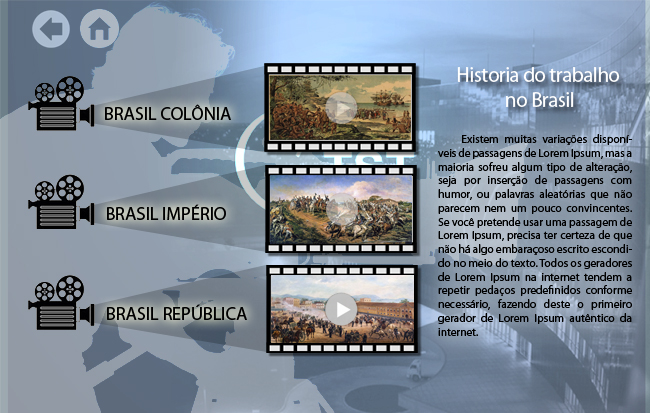 BRASIL COLÔNIA
TST
BRASIL IMPÉRIO
BRASIL REPÚBLICA
Historia do trabalho
no Brasil
Existem muitas variações disponí-
veis de passagens de Lorem Ipsum, mas a
maioria sofreu algum tipo de alteração,
seja por inserção de passagens com
humor, ou palavras aleatórias que não
parecem nem um pouco convincentes.
Se você pretende usar uma passagem de
Lorem Ipsum, precisa ter certeza de que
não há algo embaraçoso escrito escondi-
do no meio do texto. Todos os geradores
de Lorem Ipsum na internet tendem a
repetir pedaços predefinidos conforme
necessário, fazendo deste o primeiro
gerador de Lorem Ipsum autêntico da
internet.